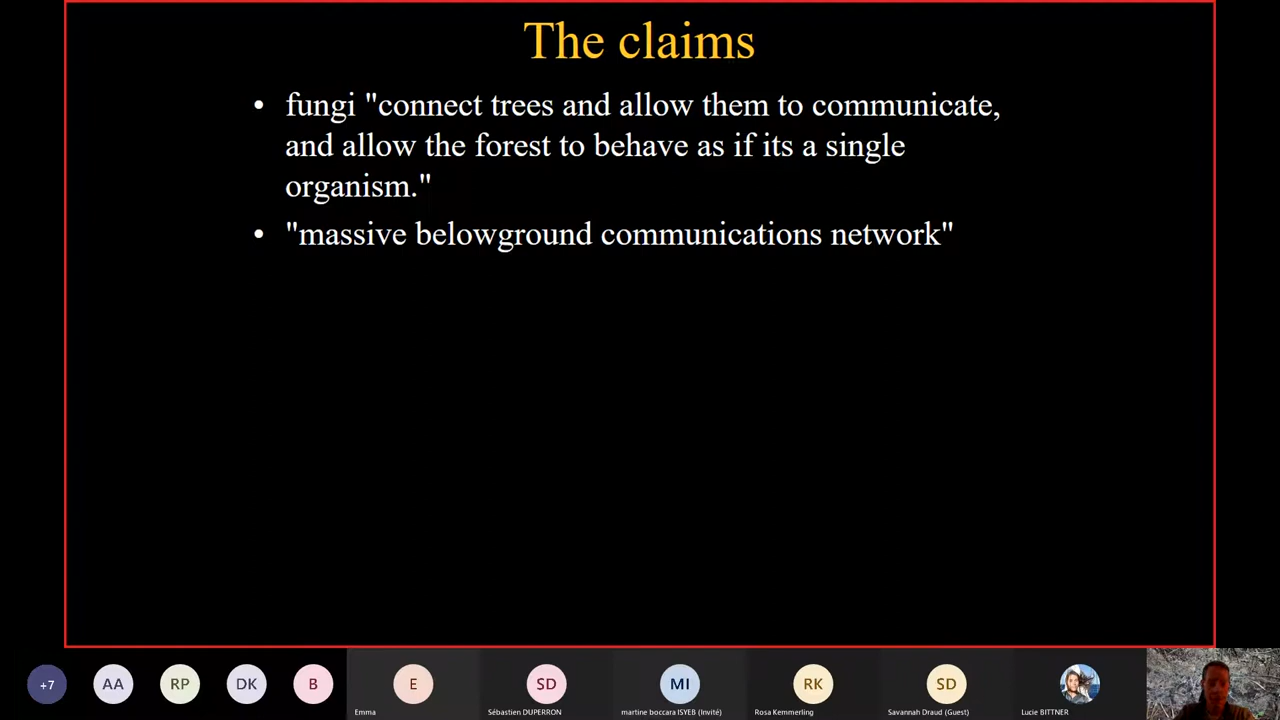 The claims
• fungi "connect trees and allow them to communicate,
and allow the forest to behave as if its a single
organism."
• "massive belowground communications network"
+7
AA
RP
DK
B
E
SD
MI
RK
SD
Emma
Sébastien DUPERRON
martine boccara ISYEB (Invité)
Rosa Kemmerling
Savannah Draud (Guest)
Lucie BITTNER